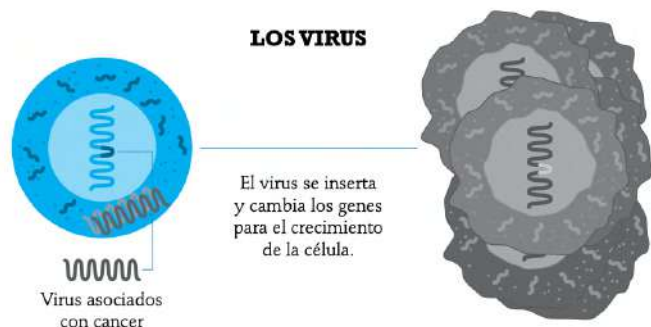 LOS VIRUS
El virus se inserta
y cambia los genes
para el crecimiento
de la célula.
Virus asociados
con cancer